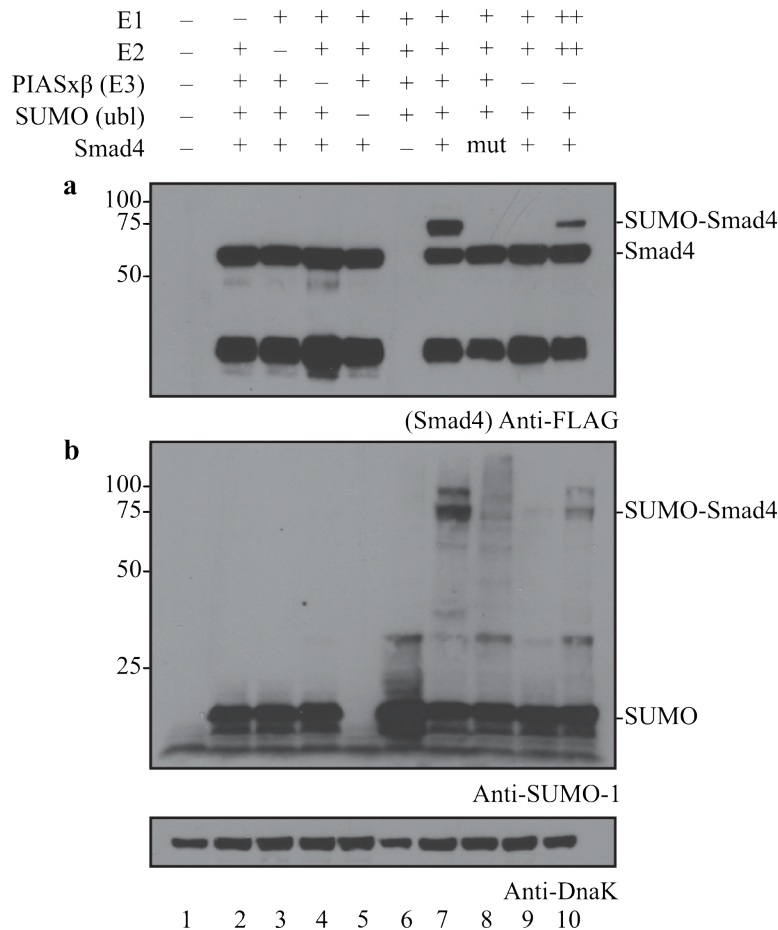 E1 – – + + + + + + + ++
E2 – + – + + + + + + ++
PIASxβ (E3) – + + – + + + + – –
SUMO (ubl) – + + + – + + + + +
Smad4 – + + + + – + mut + +
a
100-
75-
50-
-SUMO-Smad4
-Smad4
(Smad4) Anti-FLAG
b
100-
75-
50-
25-
-SUMO-Smad4
-SUMO
Anti-SUMO-1
Anti-DnaK
1 2 3 4 5 6 7 8 9 10